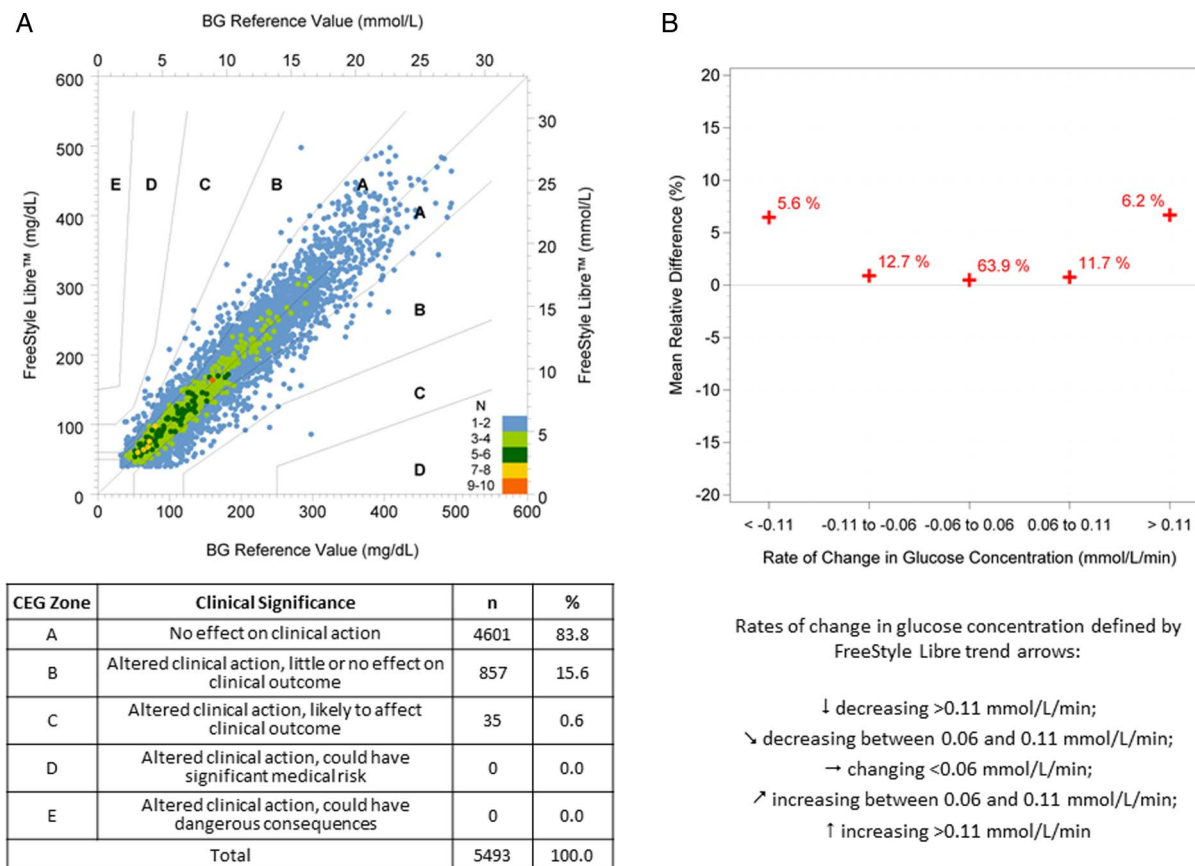 A
BG Reference Value (mmol/L)
0 5 10 15 20 25 30
600
500
400
300
200
100
0
FreeStyle Libre™ (mg/dL)
E D C B A
A
B
C
D
30
25
20
15
10
5
0
FreeStyle Libre™ (mmol/L)
N
1-2
3-4
5-6
7-8
9-10
0 100 200 300 400 500 600
BG Reference Value (mg/dL)
CEG Zone Clinical Significance n %
A No effect on clinical action 4601 83.8
B Altered clinical action, little or no effect on clinical outcome 857 15.6
C Altered clinical action, likely to affect clinical outcome 35 0.6
D Altered clinical action, could have significant medical risk 0 0.0
E Altered clinical action, could have dangerous consequences 0 0.0
Total 5493 100.0
B
20
15
10
5
0
-5
-10
-15
-20
Mean Relative Difference (%)
5.6 %
12.7 %
63.9 %
11.7 %
6.2 %
< -0.11 -0.11 to -0.06 -0.06 to 0.06 0.06 to 0.11 > 0.11
Rate of Change in Glucose Concentration (mmol/L/min)
Rates of change in glucose concentration defined by
FreeStyle Libre trend arrows:
↓ decreasing >0.11 mmol/L/min;
↘ decreasing between 0.06 and 0.11 mmol/L/min;
→ changing <0.06 mmol/L/min;
↗ increasing between 0.06 and 0.11 mmol/L/min;
↑ increasing >0.11 mmol/L/min